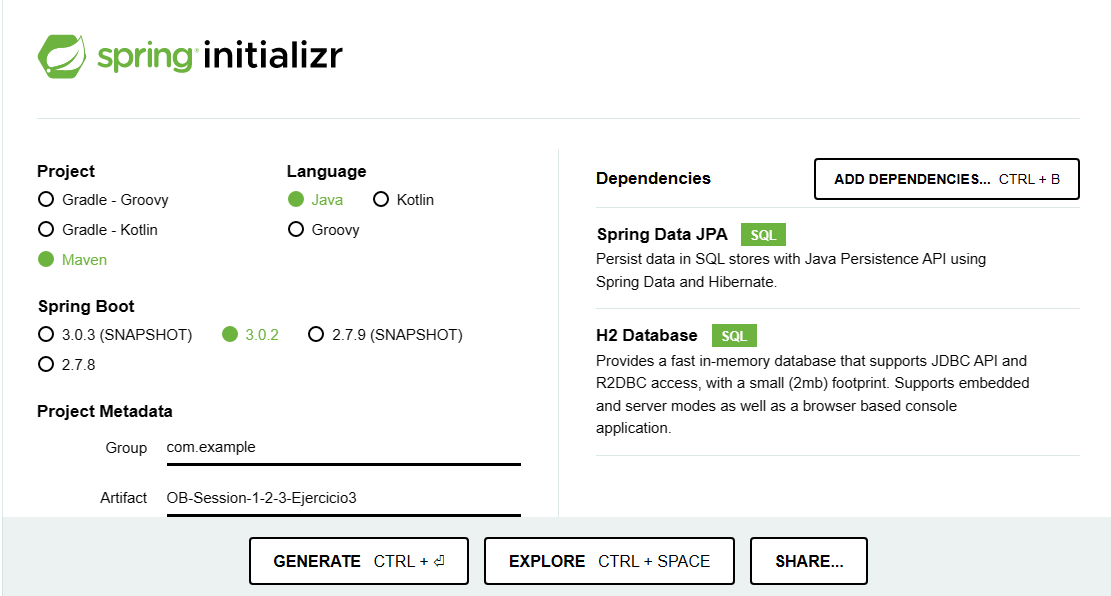 spring initializr
Project
Gradle - Groovy
Gradle - Kotlin
Maven
Language
Java Kotlin
Groovy
Spring Boot
3.0.3 (SNAPSHOT) 3.0.2 2.7.9 (SNAPSHOT)
2.7.8
Project Metadata
Group com.example
Artifact OB-Session-1-2-3-Ejercicio3
Dependencies ADD DEPENDENCIES... CTRL + B
Spring Data JPA SQL
Persist data in SQL stores with Java Persistence API using
Spring Data and Hibernate.
H2 Database SQL
Provides a fast in-memory database that supports JDBC API and
R2DBC access, with a small (2mb) footprint. Supports embedded
and server modes as well as a browser based console
application.
GENERATE CTRL + ⏎ EXPLORE CTRL + SPACE SHARE...